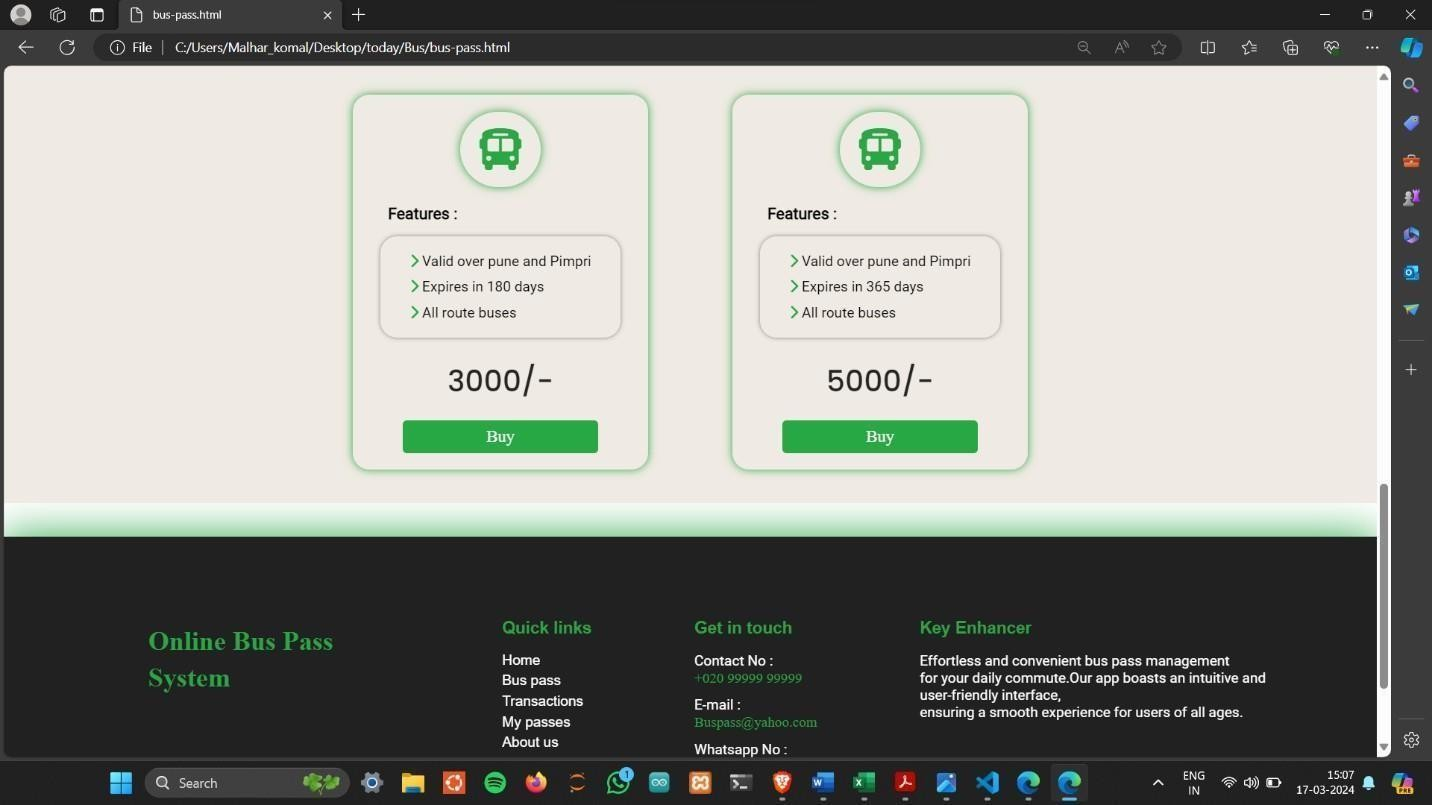 bus-pass.html
File
C:/Users/Malhar_komal/Desktop/today/Bus/bus-pass.html
Features :
Valid over pune and Pimpri
Expires in 180 days
All route buses
3000/-
Buy
Features :
Valid over pune and Pimpri
Expires in 365 days
All route buses
5000/-
Buy
Online Bus Pass
System
Quick links
Home
Bus pass
Transactions
My passes
About us
Get in touch
Contact No :
+020 99999 99999
E-mail :
Buspass@yahoo.com
Whatsapp No :
Key Enhancer
Effortless and convenient bus pass management
for your daily commute.Our app boasts an intuitive and
user-friendly interface,
ensuring a smooth experience for users of all ages.
Search
1
ENG
IN
15:07
17-03-2024
PRE